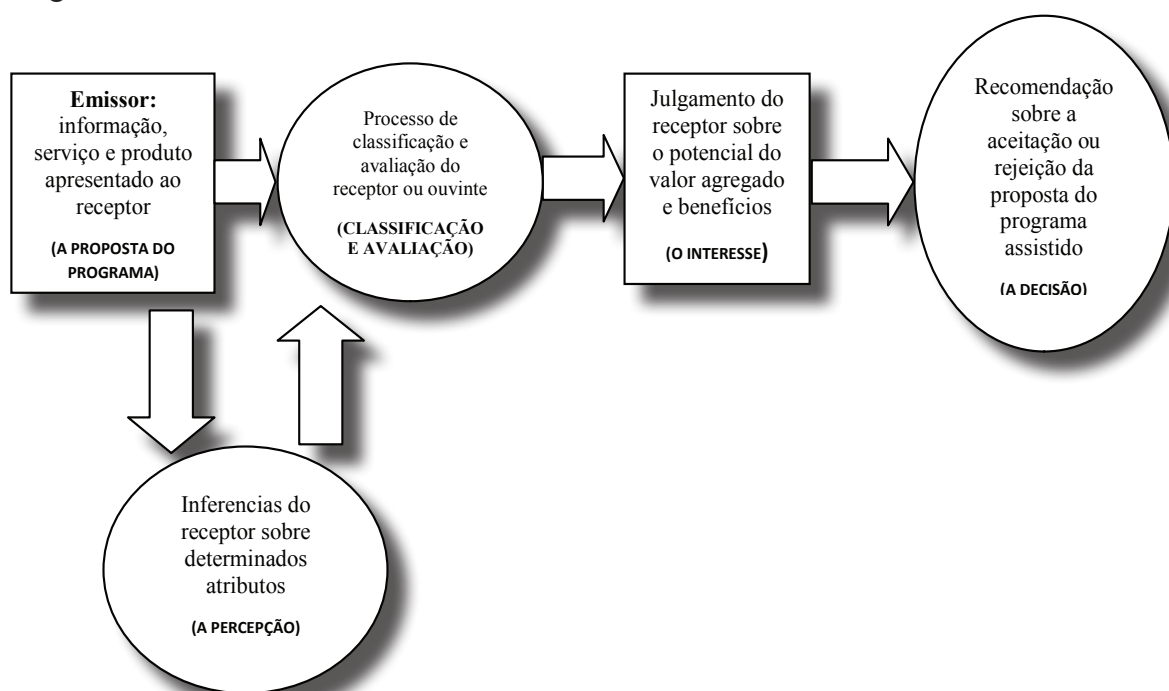 Emissor:
informação,
serviço e produto
apresentado ao
receptor
(A PROPOSTA DO
PROGRAMA)
Processo de
classificação e
avaliação do
receptor ou ouvinte
(CLASSIFICAÇÃO
E AVALIAÇÃO)
Julgamento do
receptor sobre
o potencial do
valor agregado
e benefícios
(O INTERESSE)
Recomendação
sobre a
aceitação ou
rejeição da
proposta do
programa
assistido
(A DECISÃO)
Inferencias do
receptor sobre
determinados
atributos
(A PERCEPÇÃO)